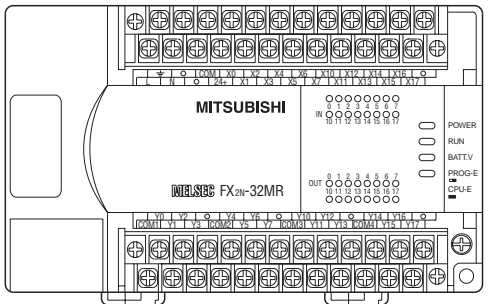 ⏚ ○ COM X0 X2 X4 X6 X10 X12 X14 X16 ○
L N ○ 24+ X1 X3 X5 X7 X11 X13 X15 X17
MITSUBISHI
0 1 2 3 4 5 6 7
IN
10 11 12 13 14 15 16 17
POWER
RUN
BATT.V
PROG-E
CPU-E
0 1 2 3 4 5 6 7
OUT
10 11 12 13 14 15 16 17
MELSEC FX2N-32MR
Y0 Y2 ○ Y4 Y6 ○ Y10 Y12 ○ Y14 Y16 ○
COM1 Y1 Y3 COM2 Y5 Y7 COM3 Y11 Y13 COM4 Y15 Y17